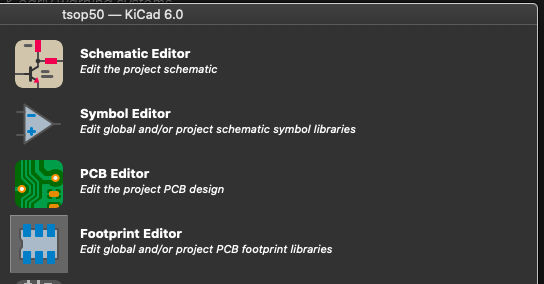 tsop50 — KiCad 6.0
Schematic Editor
Edit the project schematic
Symbol Editor
Edit global and/or project schematic symbol libraries
PCB Editor
Edit the project PCB design
Footprint Editor
Edit global and/or project PCB footprint libraries